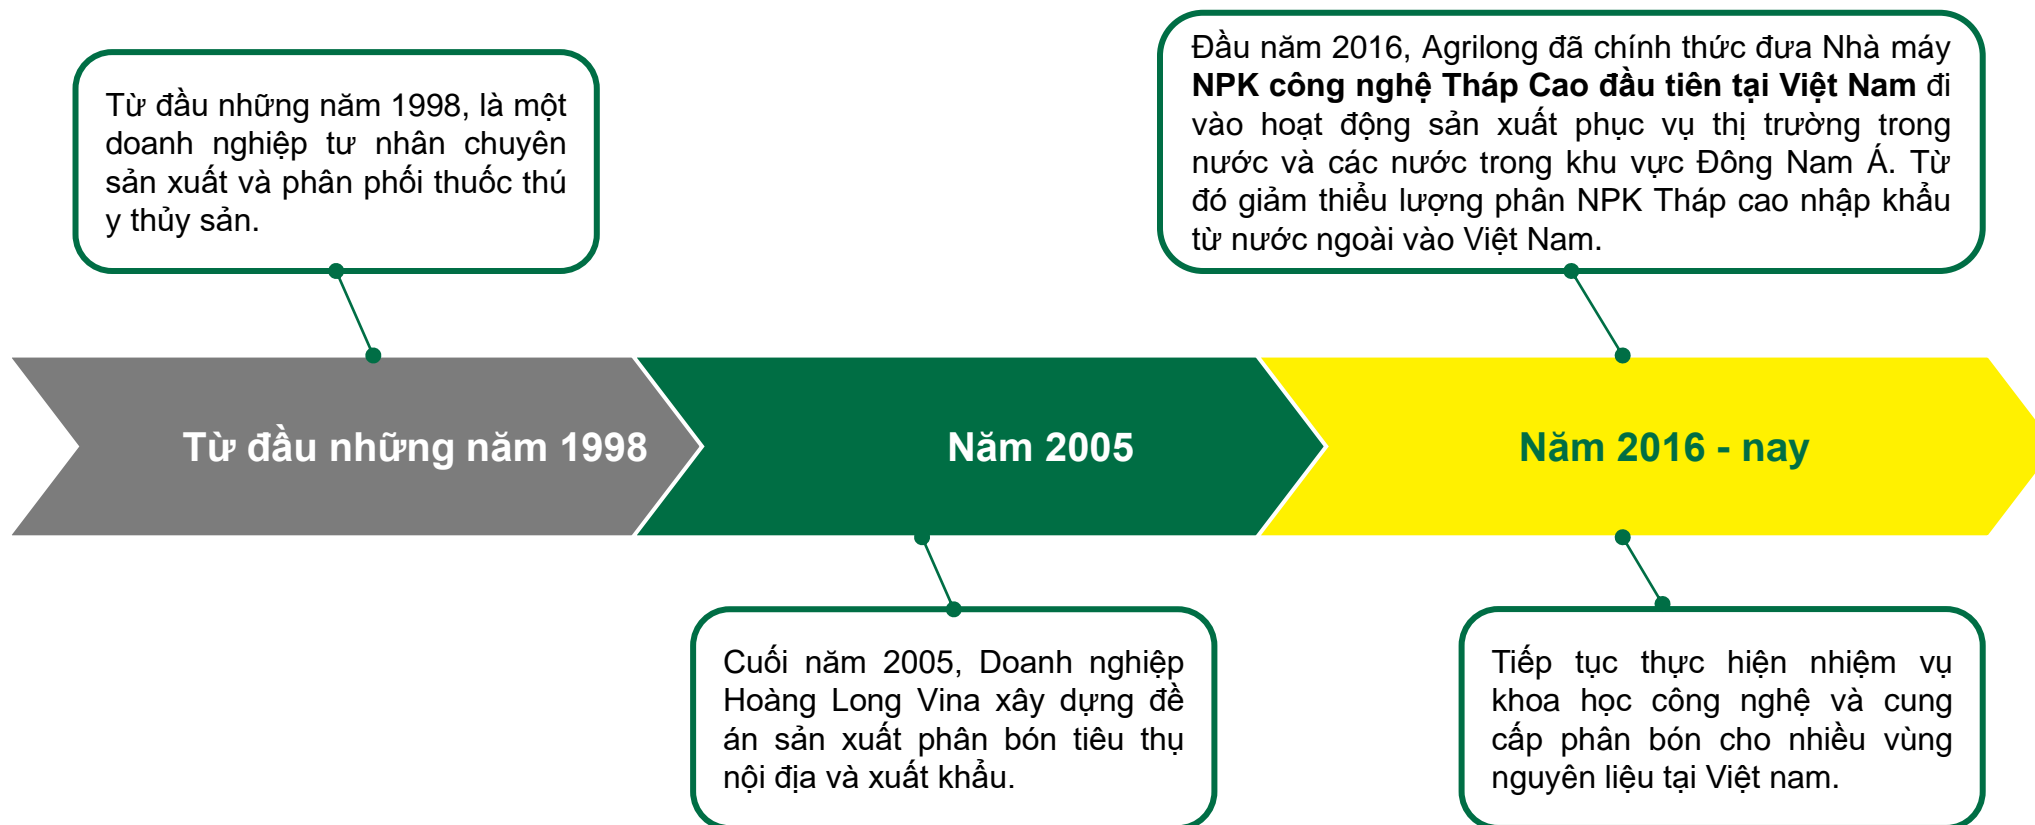 Từ đầu những năm 1998, là một
doanh nghiệp tư nhân chuyên
sản xuất và phân phối thuốc thú
y thủy sản.
Đầu năm 2016, Agrilong đã chính thức đưa Nhà máy
NPK công nghệ Tháp Cao đầu tiên tại Việt Nam đi
vào hoạt động sản xuất phục vụ thị trường trong
nước và các nước trong khu vực Đông Nam Á. Từ
đó giảm thiểu lượng phân NPK Tháp cao nhập khẩu
từ nước ngoài vào Việt Nam.
Từ đầu những năm 1998
Năm 2005
Năm 2016 - nay
Cuối năm 2005, Doanh nghiệp
Hoàng Long Vina xây dựng đề
án sản xuất phân bón tiêu thụ
nội địa và xuất khẩu.
Tiếp tục thực hiện nhiệm vụ
khoa học công nghệ và cung
cấp phân bón cho nhiều vùng
nguyên liệu tại Việt nam.